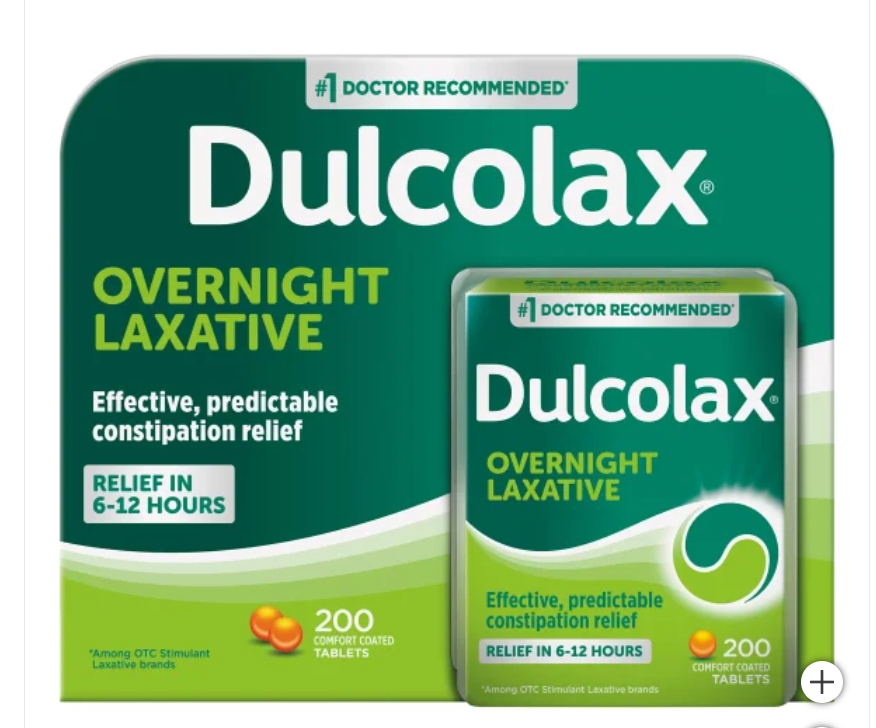 #1 DOCTOR RECOMMENDED*
Dulcolax®
OVERNIGHT
LAXATIVE
Effective, predictable
constipation relief
RELIEF IN
6-12 HOURS
200
COMFORT COATED
TABLETS
*Among OTC Stimulant
Laxative brands
Dulcolax
#1 DOCTOR RECOMMENDED*
Dulcolax®
OVERNIGHT
LAXATIVE
Effective, predictable
constipation relief
RELIEF IN 6-12 HOURS
200
COMFORT COATED
TABLETS
*Among OTC Stimulant Laxative brands